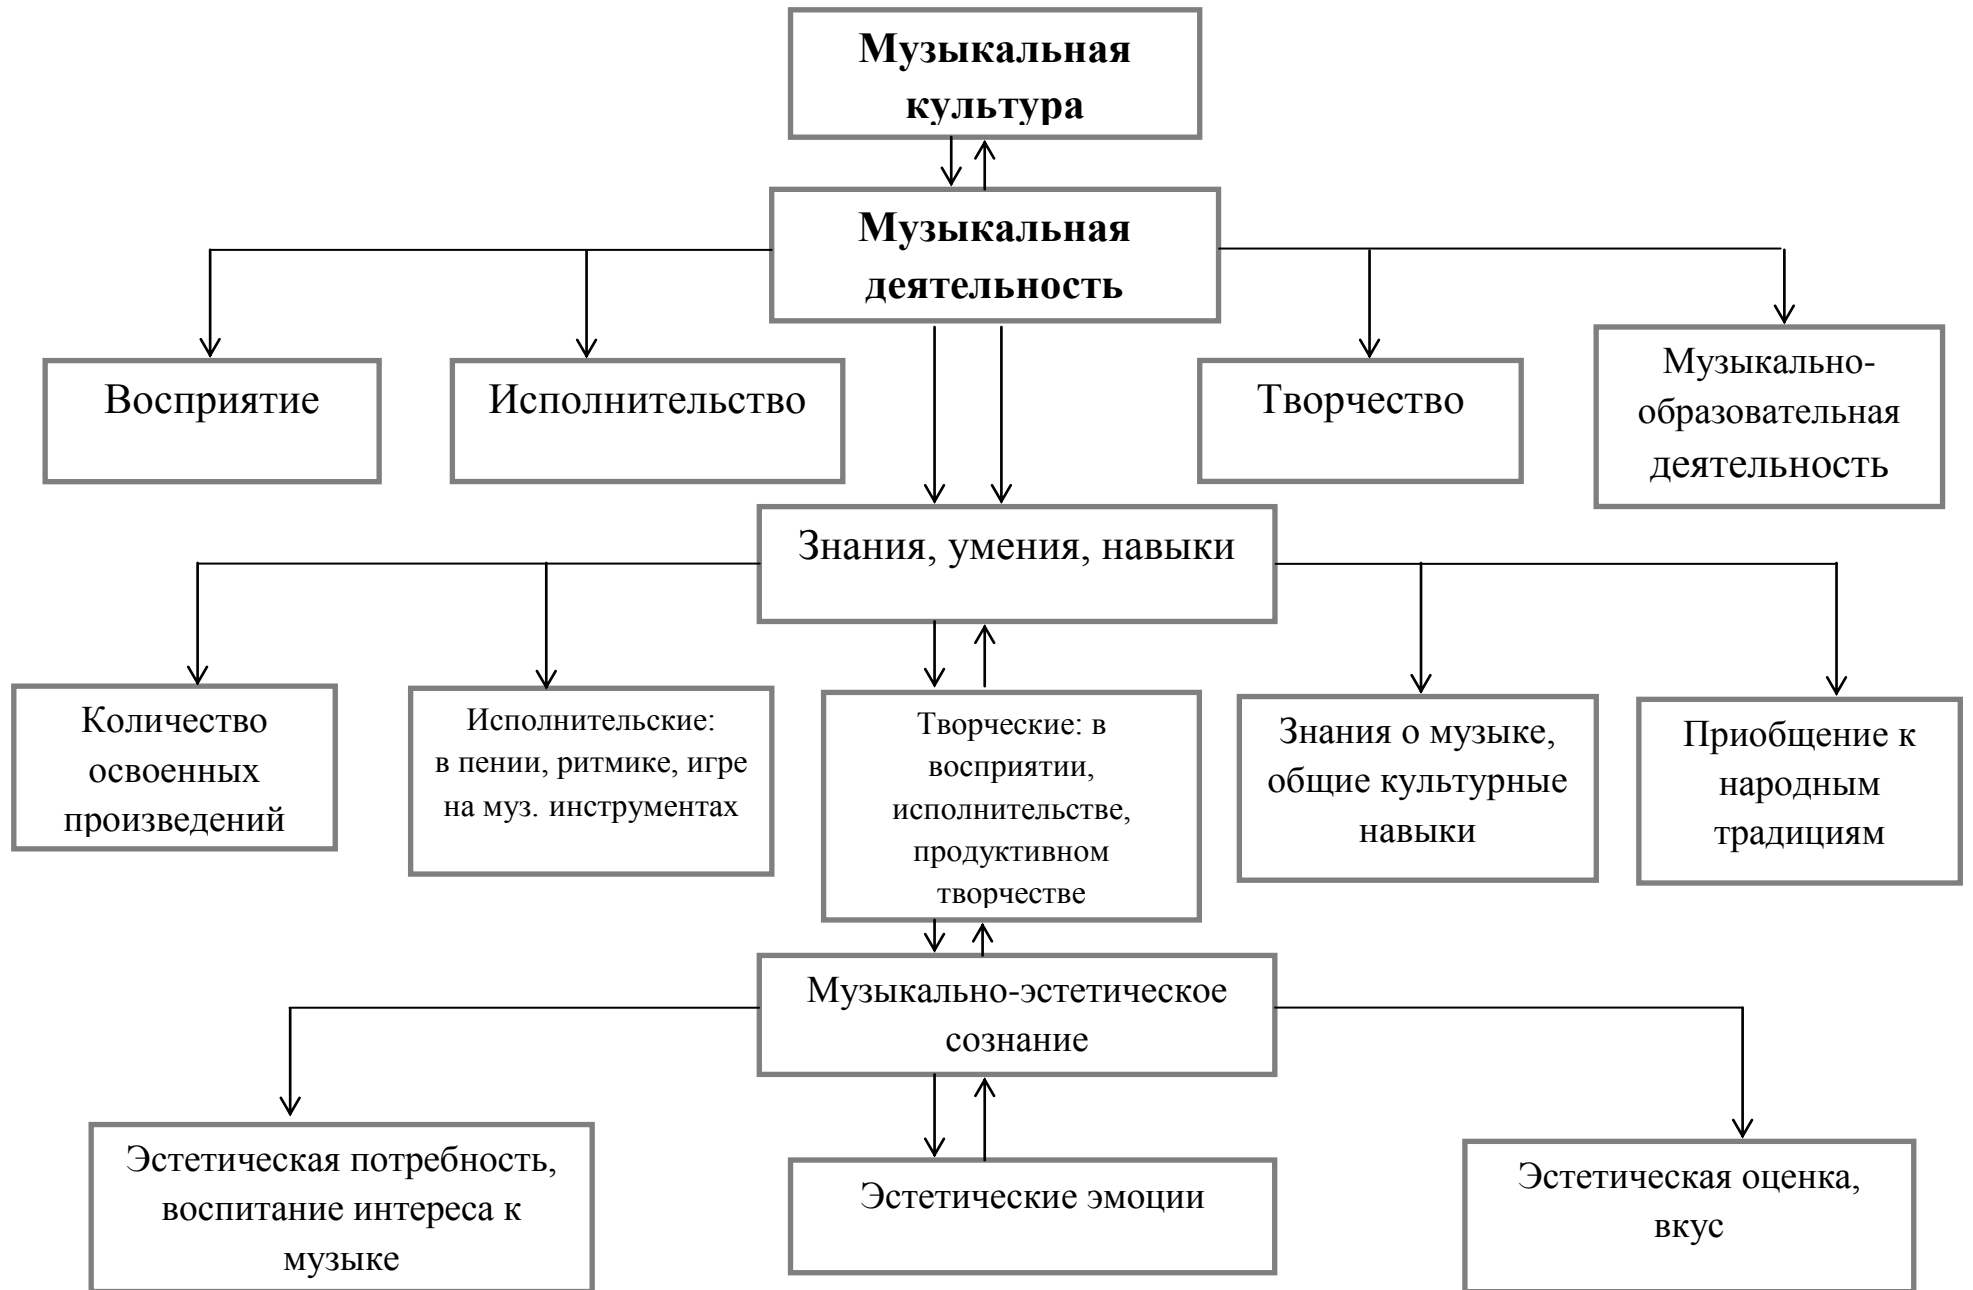 Музыкальная
культура
Музыкальная
деятельность
Восприятие
Исполнительство
Творчество
Музыкально-
образовательная
деятельность
Знания, умения, навыки
Количество
освоенных
произведений
Исполнительские:
в пении, ритмике, игре
на муз. инструментах
Творческие: в
восприятии,
исполнительстве,
продуктивном
творчестве
Знания о музыке,
общие культурные
навыки
Приобщение к
народным
традициям
Музыкально-эстетическое
сознание
Эстетическая потребность,
воспитание интереса к
музыке
Эстетические эмоции
Эстетическая оценка,
вкус